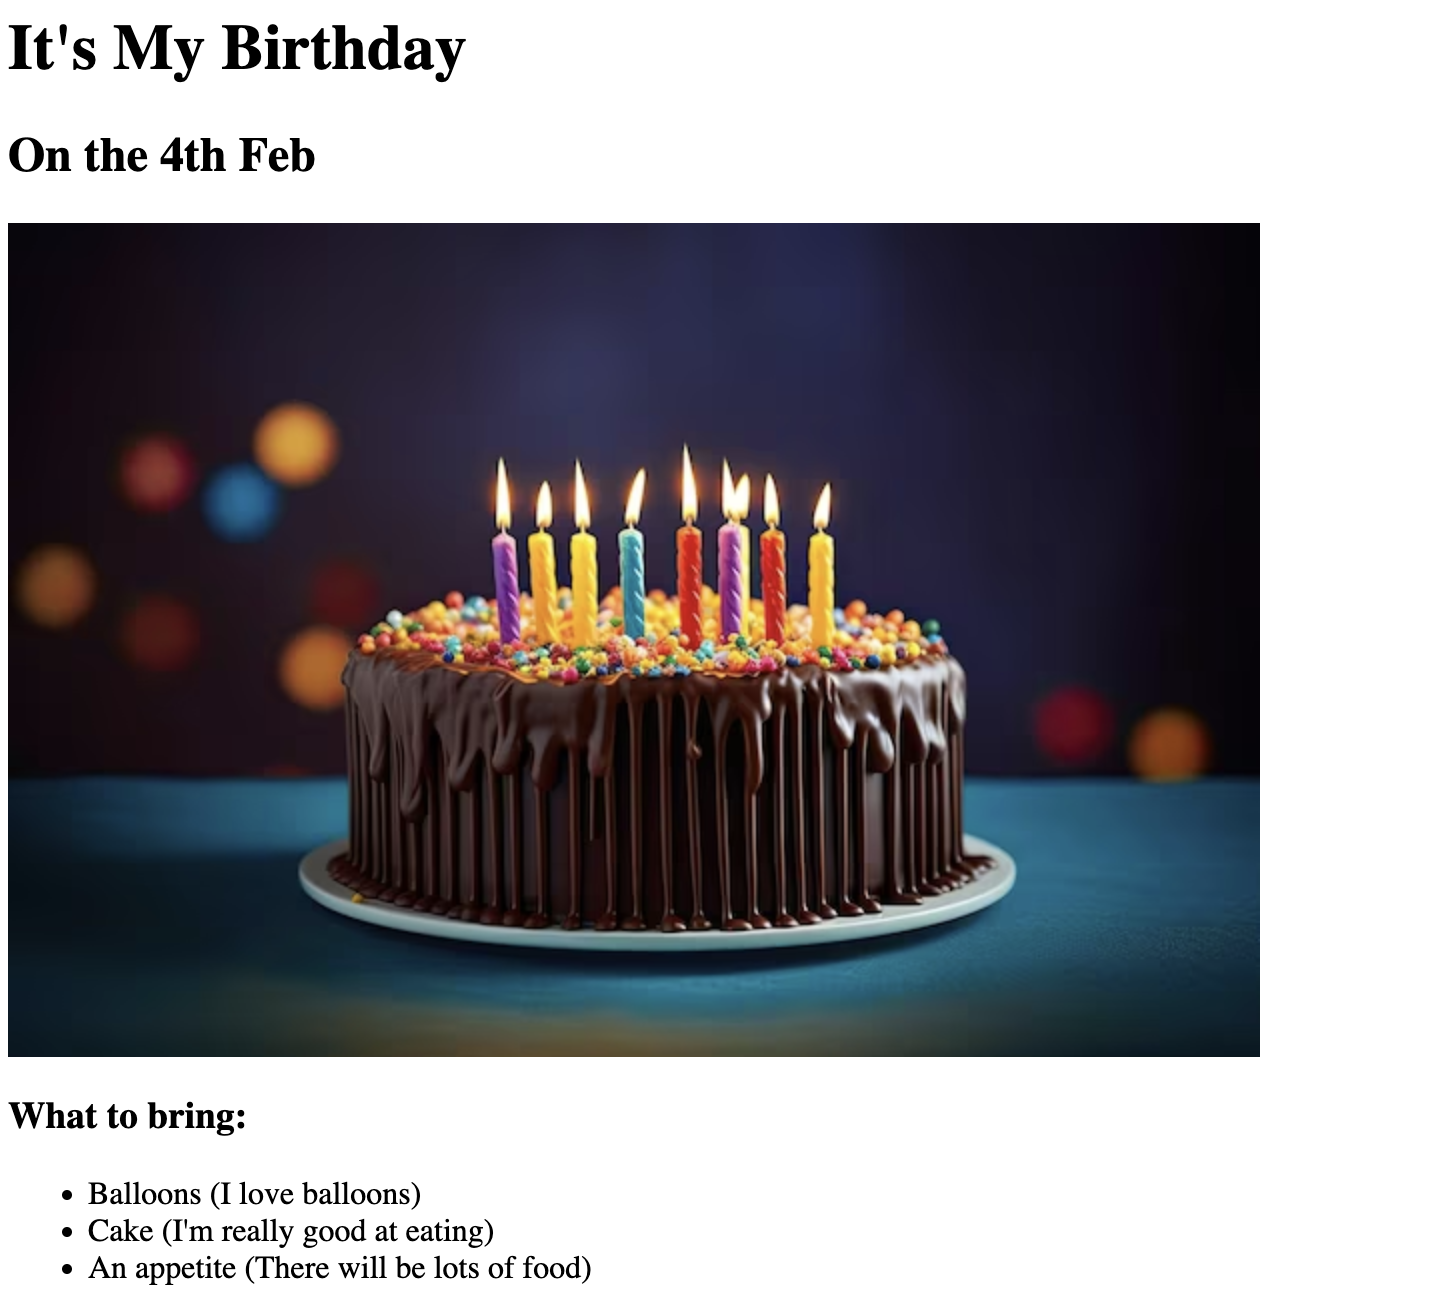 It's My Birthday
On the 4th Feb
What to bring:
Balloons (I love balloons)
Cake (I'm really good at eating)
An appetite (There will be lots of food)